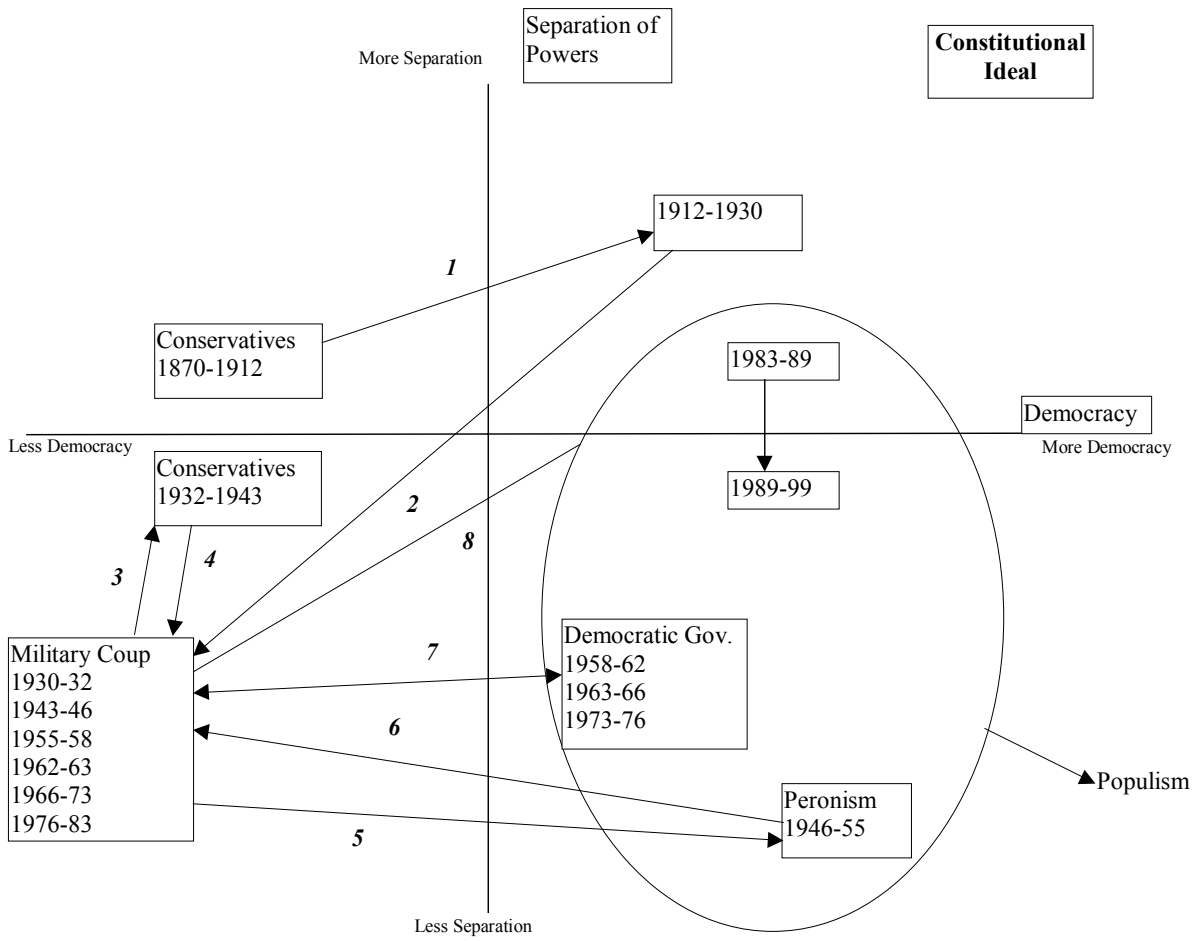 Separation of
Powers
Constitutional
Ideal
More Separation
1912-1930
1
Conservatives
1870-1912
1983-89
Democracy
Less Democracy
More Democracy
Conservatives
1932-1943
1989-99
2
8
3
4
Military Coup
1930-32
1943-46
1955-58
1962-63
1966-73
1976-83
7
Democratic Gov.
1958-62
1963-66
1973-76
6
Populism
Peronism
1946-55
5
Less Separation